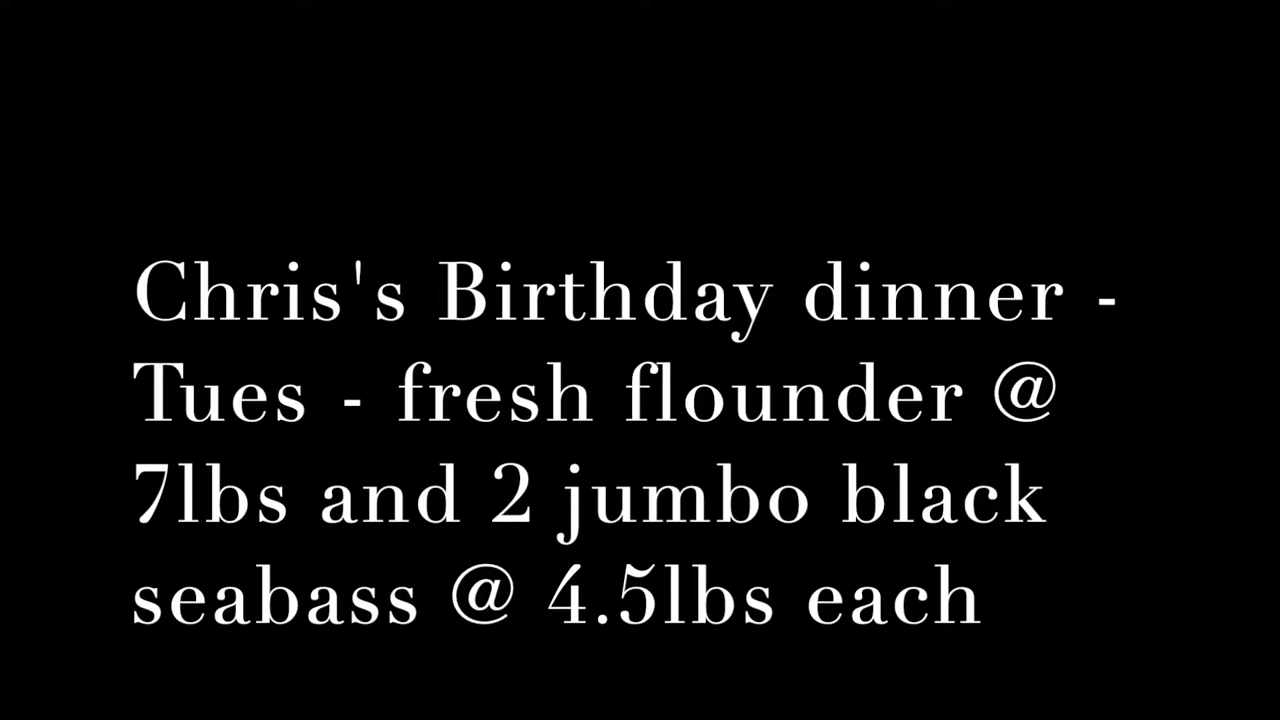 Chris's Birthday dinner -
Tues - fresh flounder @
7lbs and 2 jumbo black
seabass @ 4.5lbs each